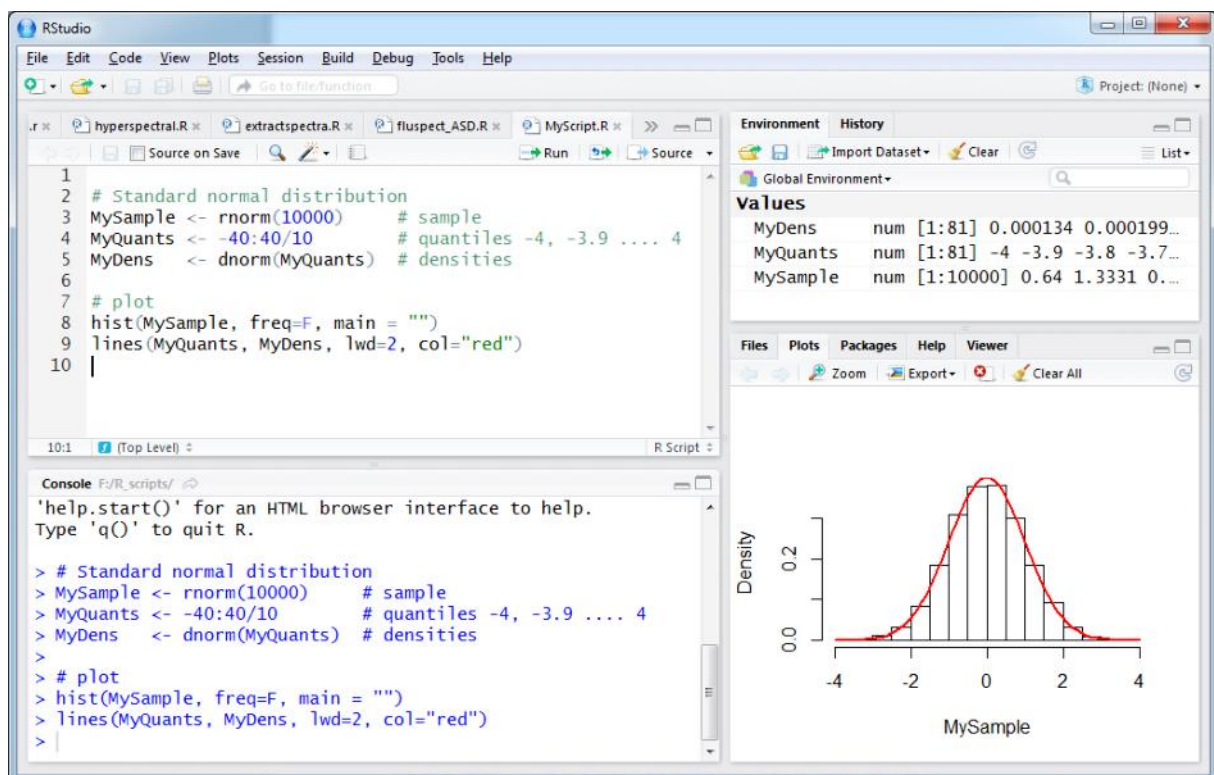 RStudio
File Edit Code View Plots Session Build Debug Tools Help
Go to file/function
Project: (None)
.r hyperspectral.R extractspectra.R fluspect_ASD.R MyScript.R
Source on Save Run Source
1
2 # Standard normal distribution
3 MySample <- rnorm(10000) # sample
4 MyQuants <- -40:40/10 # quantiles -4, -3.9 .... 4
5 MyDens <- dnorm(MyQuants) # densities
6
7 # plot
8 hist(MySample, freq=F, main = "")
9 lines(MyQuants, MyDens, lwd=2, col="red")
10
10:1 (Top Level) R Script
Console F:/R_scripts/
'help.start()' for an HTML browser interface to help.
Type 'q()' to quit R.
> # Standard normal distribution
> MySample <- rnorm(10000) # sample
> MyQuants <- -40:40/10 # quantiles -4, -3.9 .... 4
> MyDens <- dnorm(MyQuants) # densities
>
> # plot
> hist(MySample, freq=F, main = "")
> lines(MyQuants, MyDens, lwd=2, col="red")
>
Environment History
Import Dataset Clear List
Global Environment
Values
MyDens num [1:81] 0.000134 0.000199…
MyQuants num [1:81] -4 -3.9 -3.8 -3.7…
MySample num [1:10000] 0.64 1.3331 0.…
Files Plots Packages Help Viewer
Zoom Export Clear All
Density
0.2
0.0
-4 -2 0 2 4
MySample